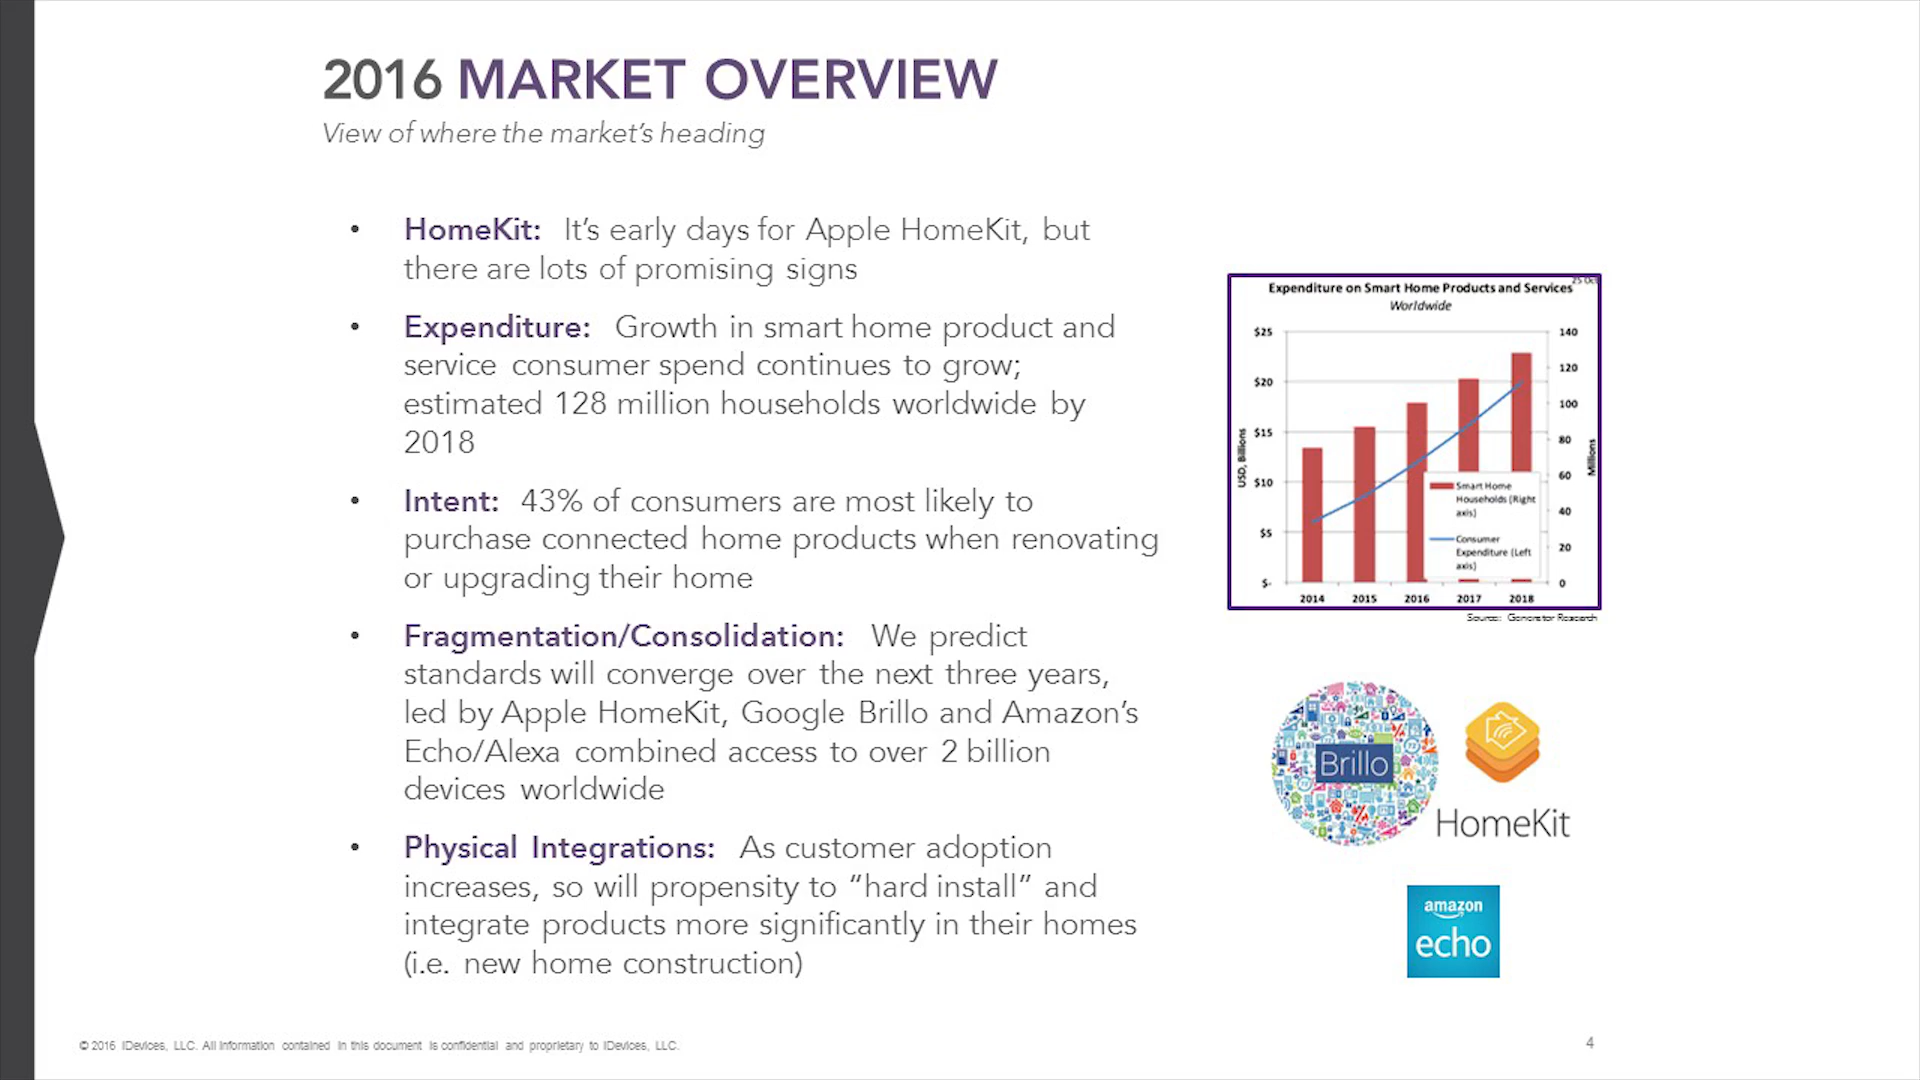 2016 MARKET OVERVIEW
View of where the market's heading
• HomeKit: It's early days for Apple HomeKit, but
there are lots of promising signs
• Expenditure: Growth in smart home product and
service consumer spend continues to grow;
estimated 128 million households worldwide by
2018
• Intent: 43% of consumers are most likely to
purchase connected home products when renovating
or upgrading their home
• Fragmentation/Consolidation: We predict
standards will converge over the next three years,
led by Apple HomeKit, Google Brillo and Amazon's
Echo/Alexa combined access to over 2 billion
devices worldwide
• Physical Integrations: As customer adoption
increases, so will propensity to "hard install" and
integrate products more significantly in their homes
(i.e. new home construction)
25 Oct
Expenditure on Smart Home Products and Services
Worldwide
$25
$20
$15
$10
$5
$-
USD, Billions
140
120
100
80
60
40
20
0
Millions
Smart Home
Households (Right
axis)
Consumer
Expenditure (Left
axis)
2014 2015 2016 2017 2018
Source: Generator Research
Brillo
HomeKit
amazon
echo
© 2016 IDevices, LLC. All Information contained in this document is confidential and proprietary to IDevices, LLC.
4